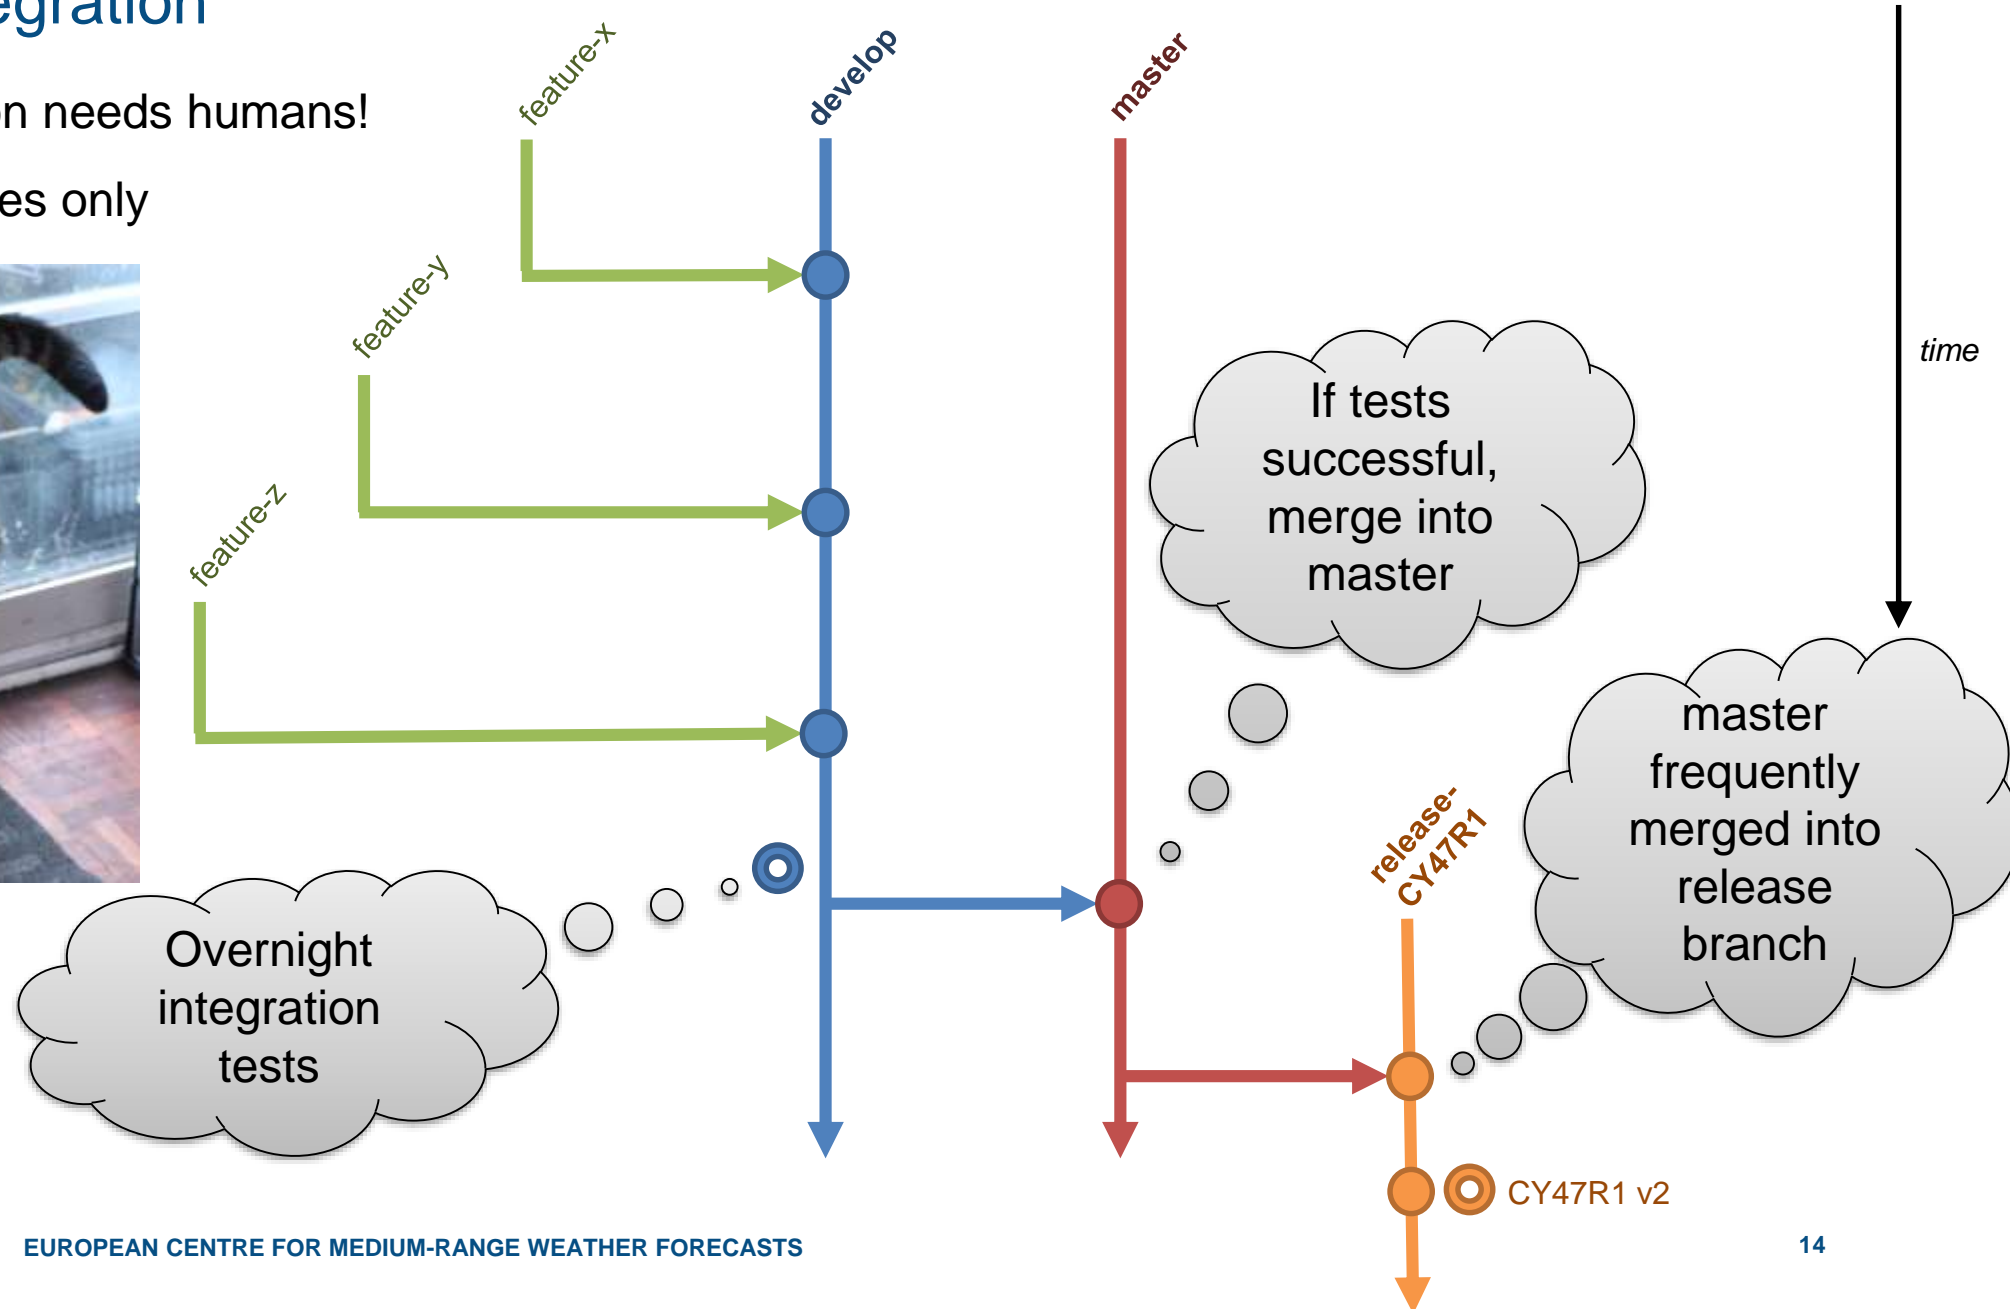 egration
on needs humans!
es only
feature-x
develop
master
feature-y
time
feature-z
If tests
successful,
merge into
master
master
frequently
merged into
release
branch
release-
CY47R1
Overnight
integration
tests
CY47R1 v2
EUROPEAN CENTRE FOR MEDIUM-RANGE WEATHER FORECASTS
14